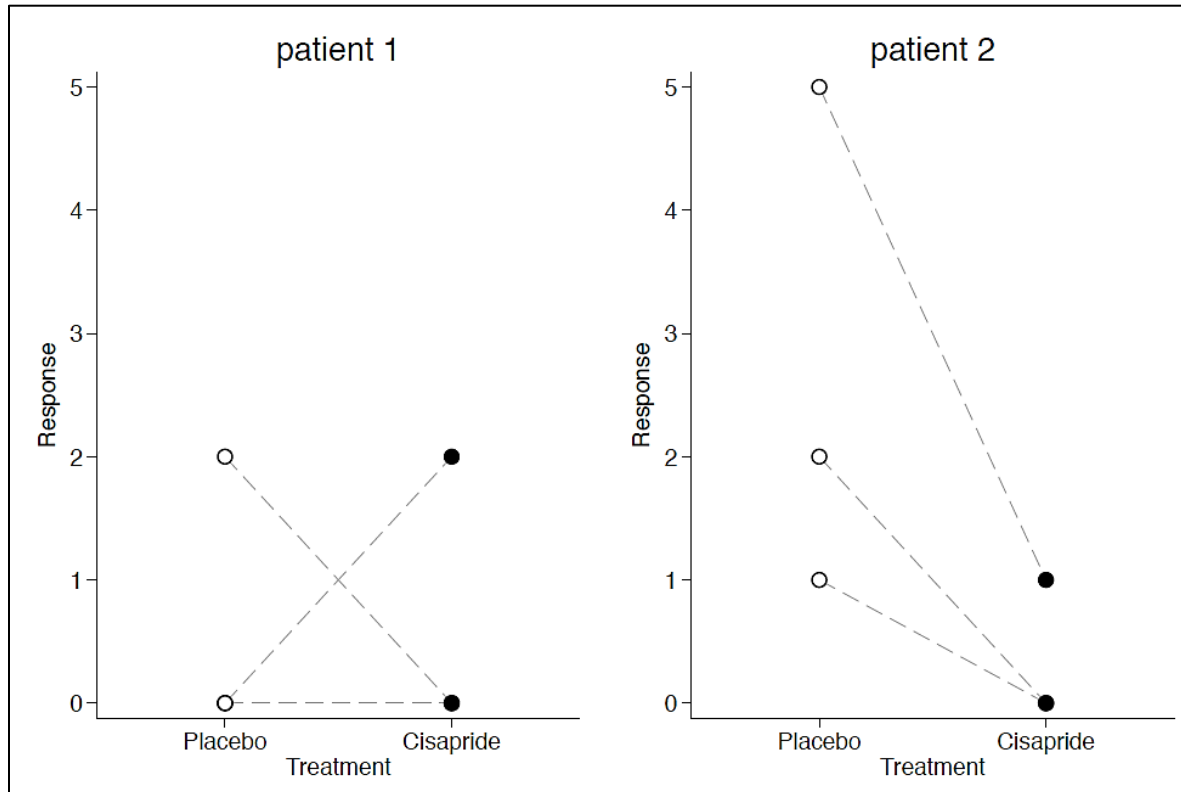 patient 1
5
4
3
2
1
0
Response
Placebo
Cisapride
Treatment
patient 2
5
4
3
2
1
0
Response
Placebo
Cisapride
Treatment